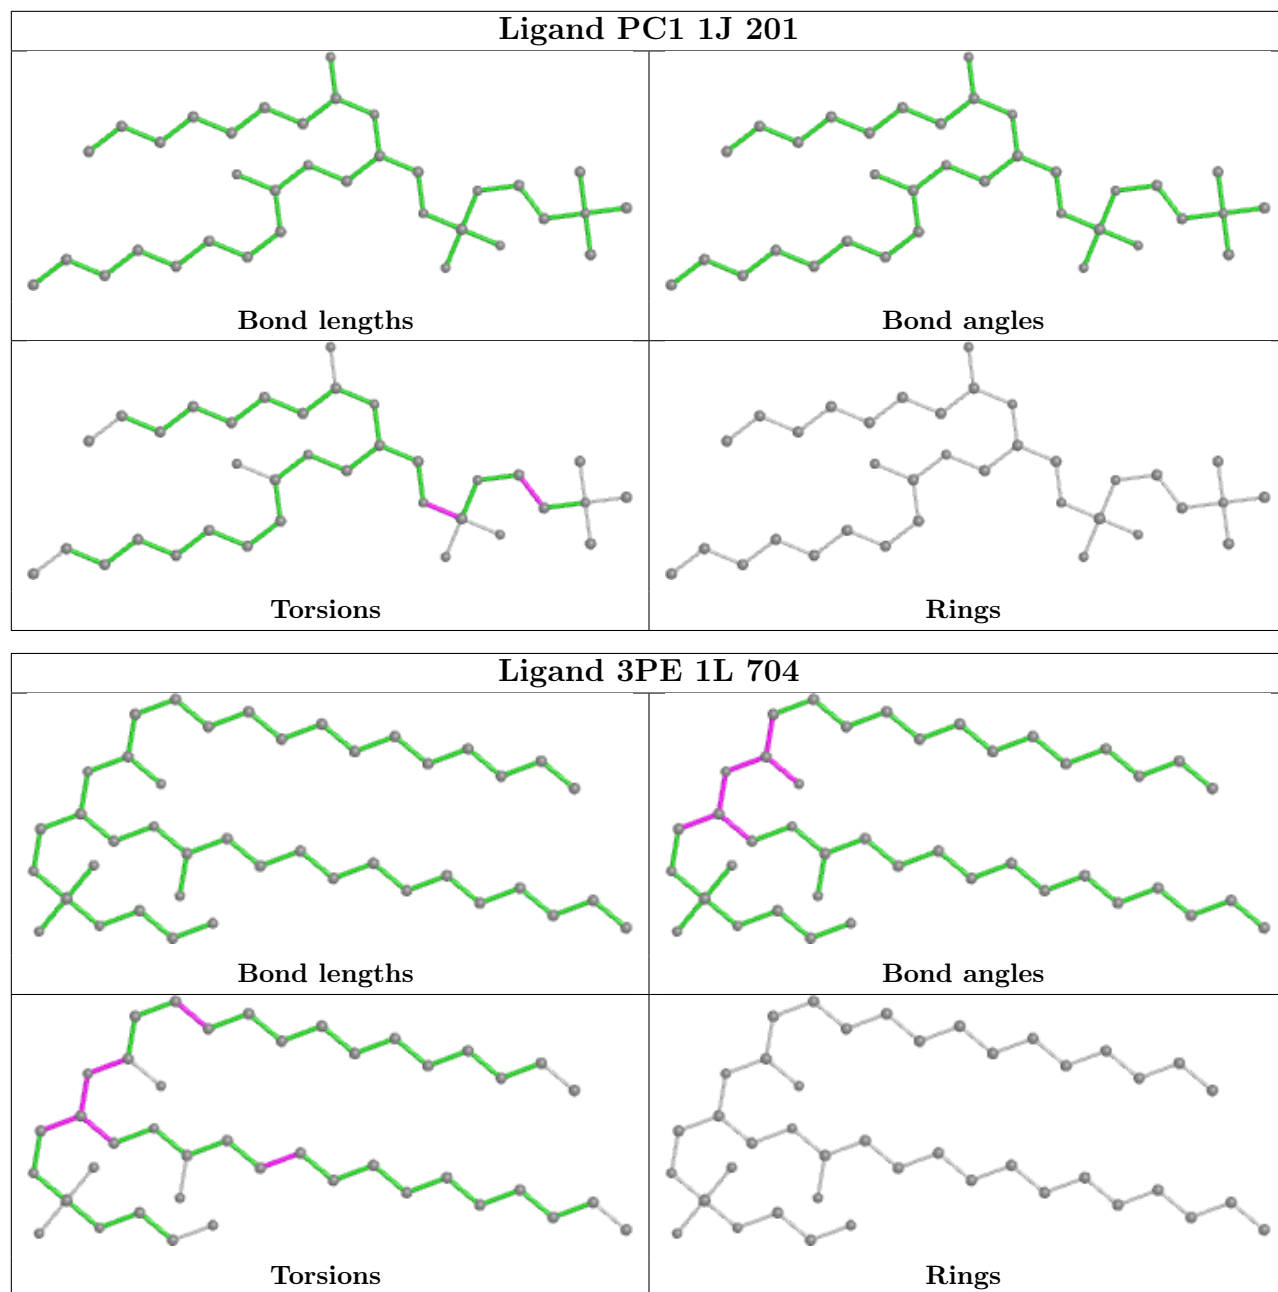 Ligand PC1 1J 201
Bond lengths
Bond angles
Torsions
Rings
Ligand 3PE 1L 704
Bond lengths
Bond angles
Torsions
Rings